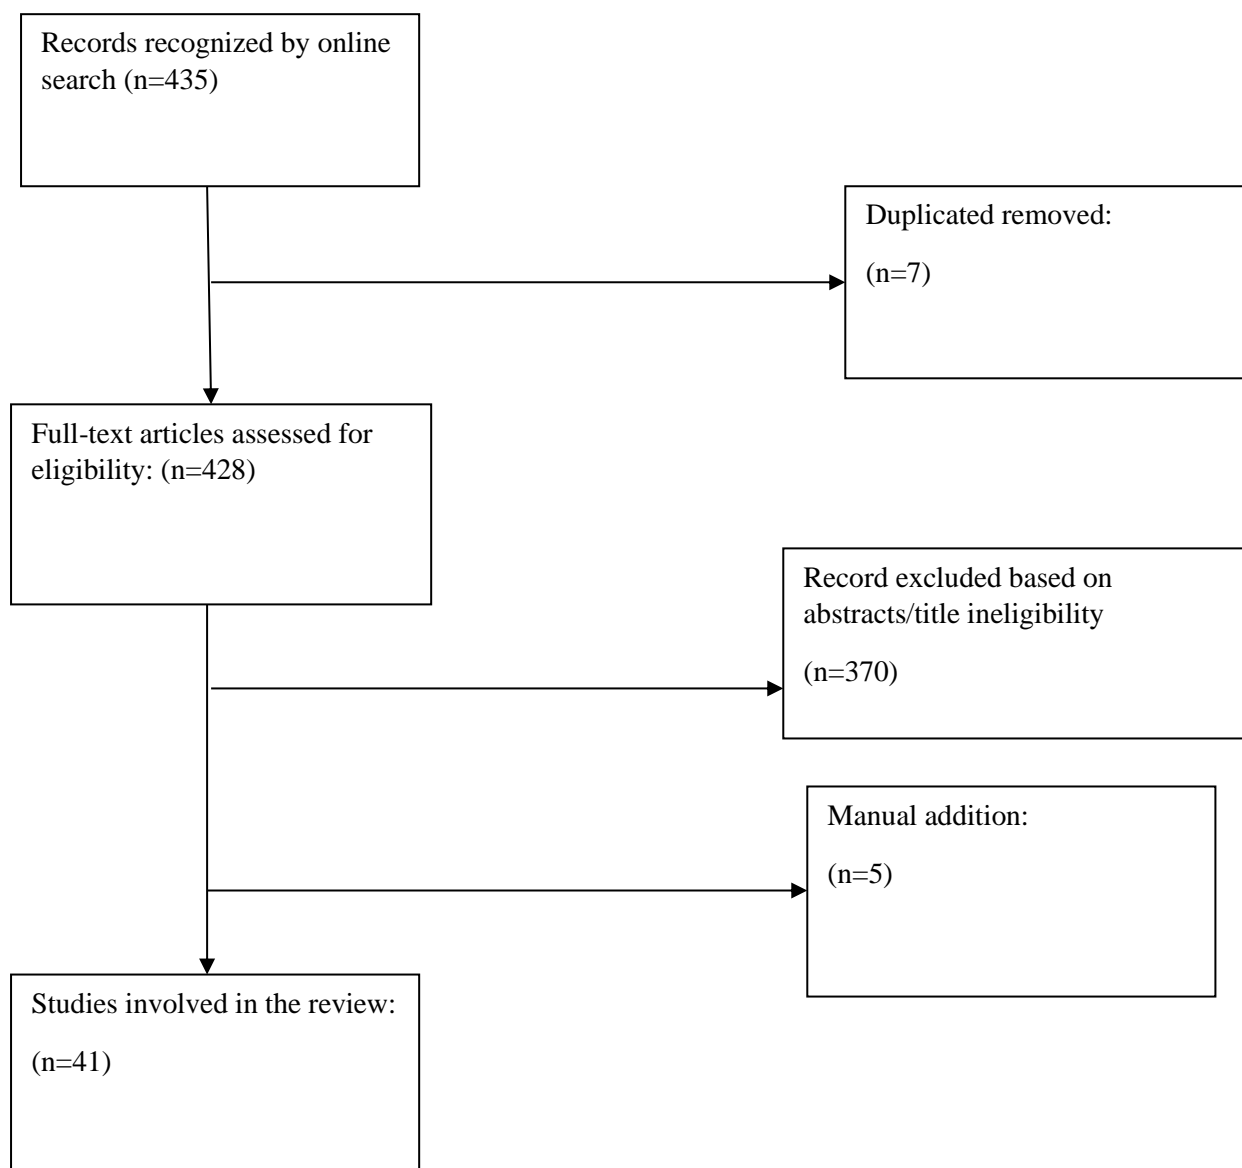 Records recognized by online
search (n=435)
Duplicated removed:
(n=7)
Full-text articles assessed for
eligibility: (n=428)
Record excluded based on
abstracts/title ineligibility
(n=370)
Manual addition:
(n=5)
Studies involved in the review:
(n=41)